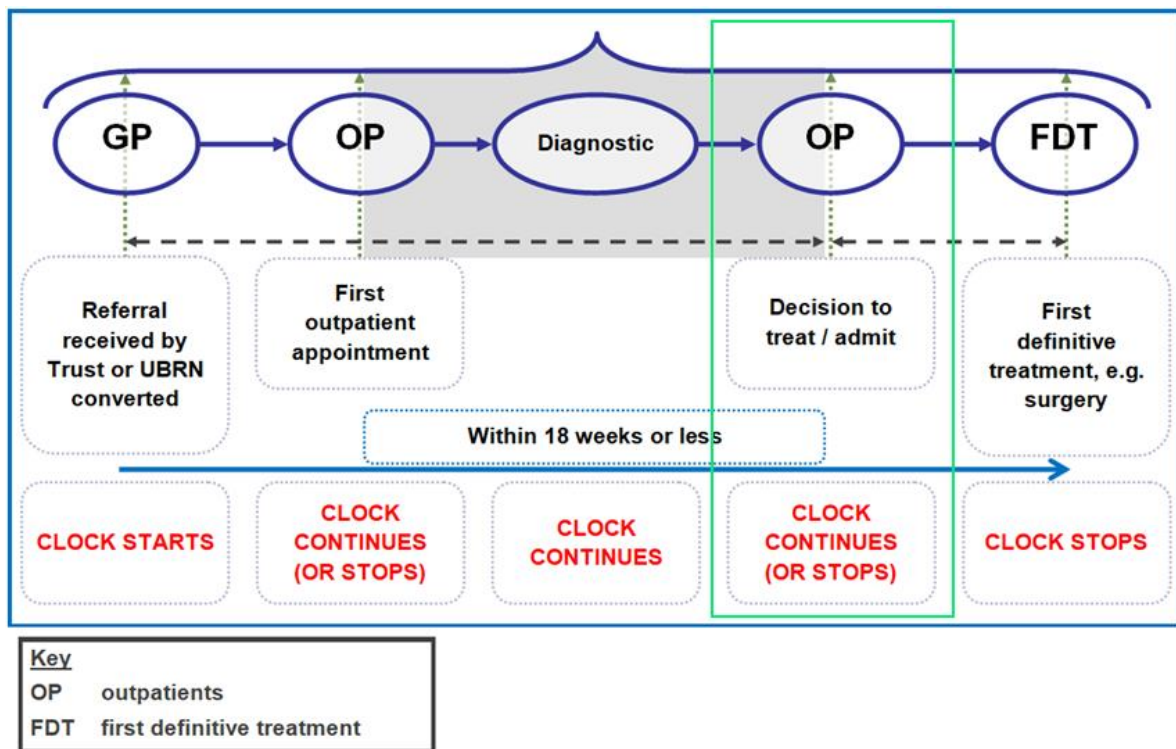 GP
OP
Diagnostic
OP
FDT
Referral
received by
Trust or UBRN
converted
First
outpatient
appointment
Decision to
treat / admit
First
definitive
treatment, e.g.
surgery
Within 18 weeks or less
CLOCK STARTS
CLOCK
CONTINUES
(OR STOPS)
CLOCK
CONTINUES
CLOCK
CONTINUES
(OR STOPS)
CLOCK STOPS
Key
OP outpatients
FDT first definitive treatment